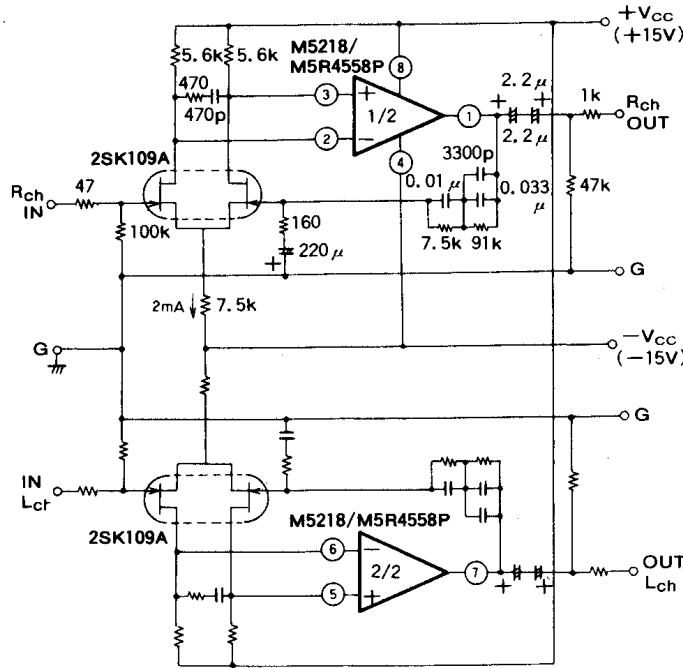 +Vcc
(+15V)
5.6k
5.6k
M5218/
M5R4558P
8
470
470p
3
+
1/2
2
−
1
4
2.2μ
+
+
2.2μ
1k
Rch
OUT
2SK109A
3300p
0.01μ
0.033
μ
47k
Rch
IN
47
100k
160
220μ
+
7.5k
91k
G
2mA
7.5k
G
−Vcc
(−15V)
G
IN
Lch
2SK109A
M5218/M5R4558P
6
−
2/2
7
5
+
+
+
OUT
Lch